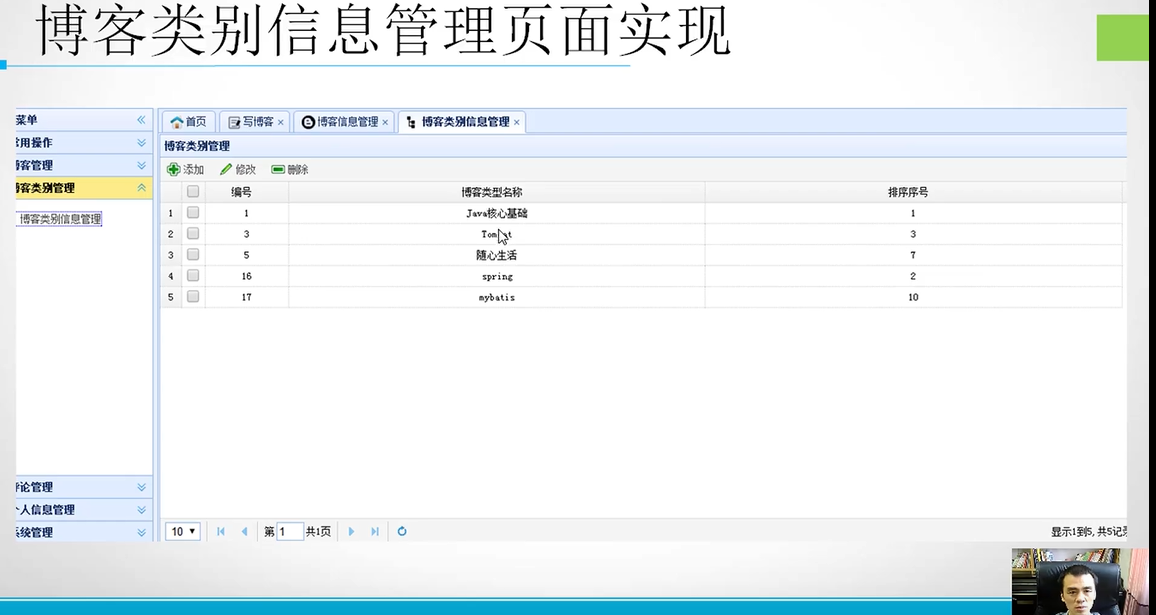 博客类别信息管理页面实现
菜单
常用操作
博客管理
博客类别管理
博客类别信息管理
评论管理
个人信息管理
系统管理
首页 写博客 博客信息管理 博客类别信息管理
博客类别管理
添加 修改 删除
编号 博客类型名称 排序序号
1 1 Java核心基础 1
2 3 Tomcat 3
3 5 随心生活 7
4 16 spring 2
5 17 mybatis 10
10 第 1 共1页 显示1到5, 共5记录